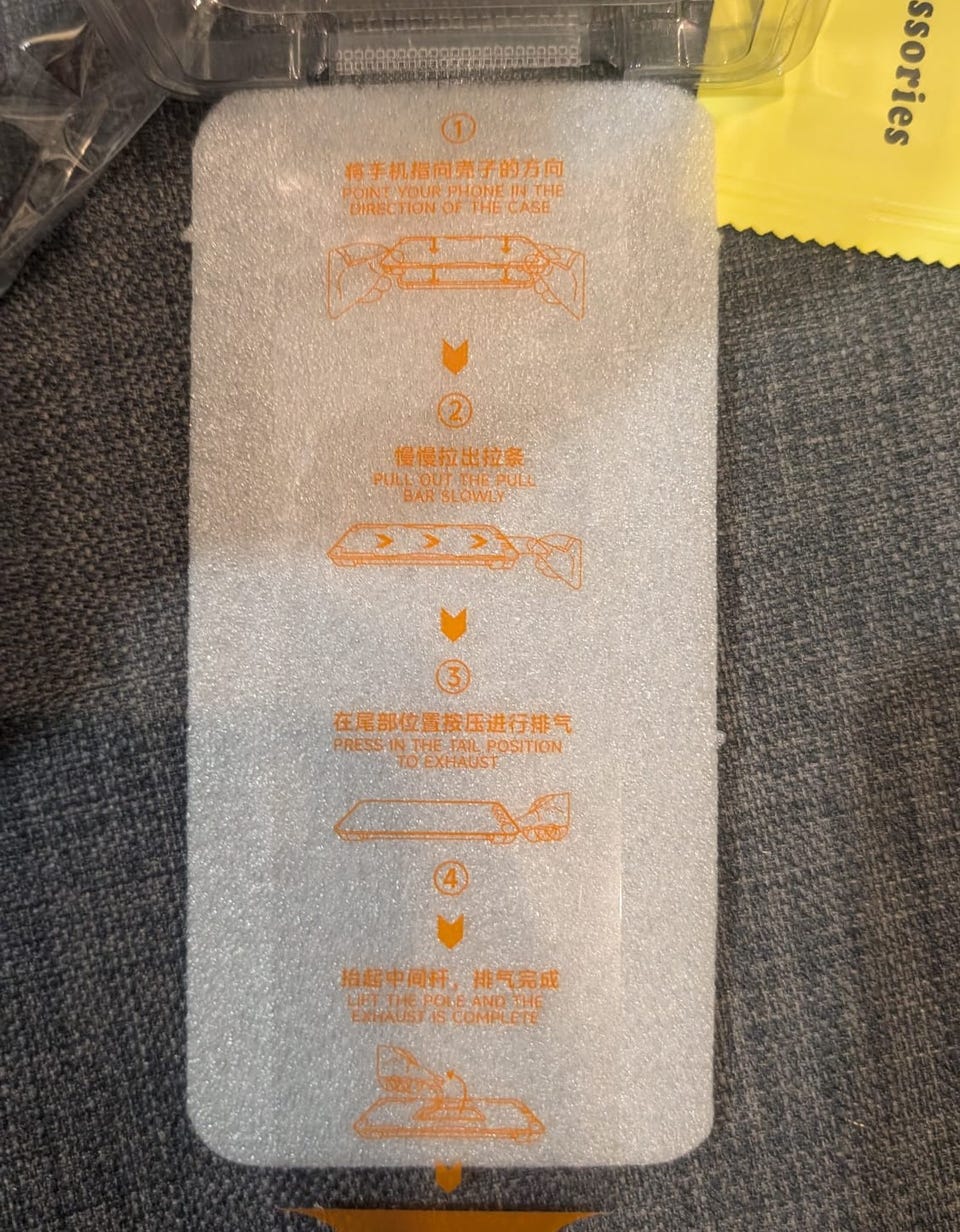 ssories
①
将手机指向壳子的方向
POINT YOUR PHONE IN THE
DIRECTION OF THE CASE
②
慢慢拉出拉条
PULL OUT THE PULL
BAR SLOWLY
③
在尾部位置按压进行排气
PRESS IN THE TAIL POSITION
TO EXHAUST
④
抬起中间杆，排气完成
LIFT THE POLE AND THE
EXHAUST IS COMPLETE